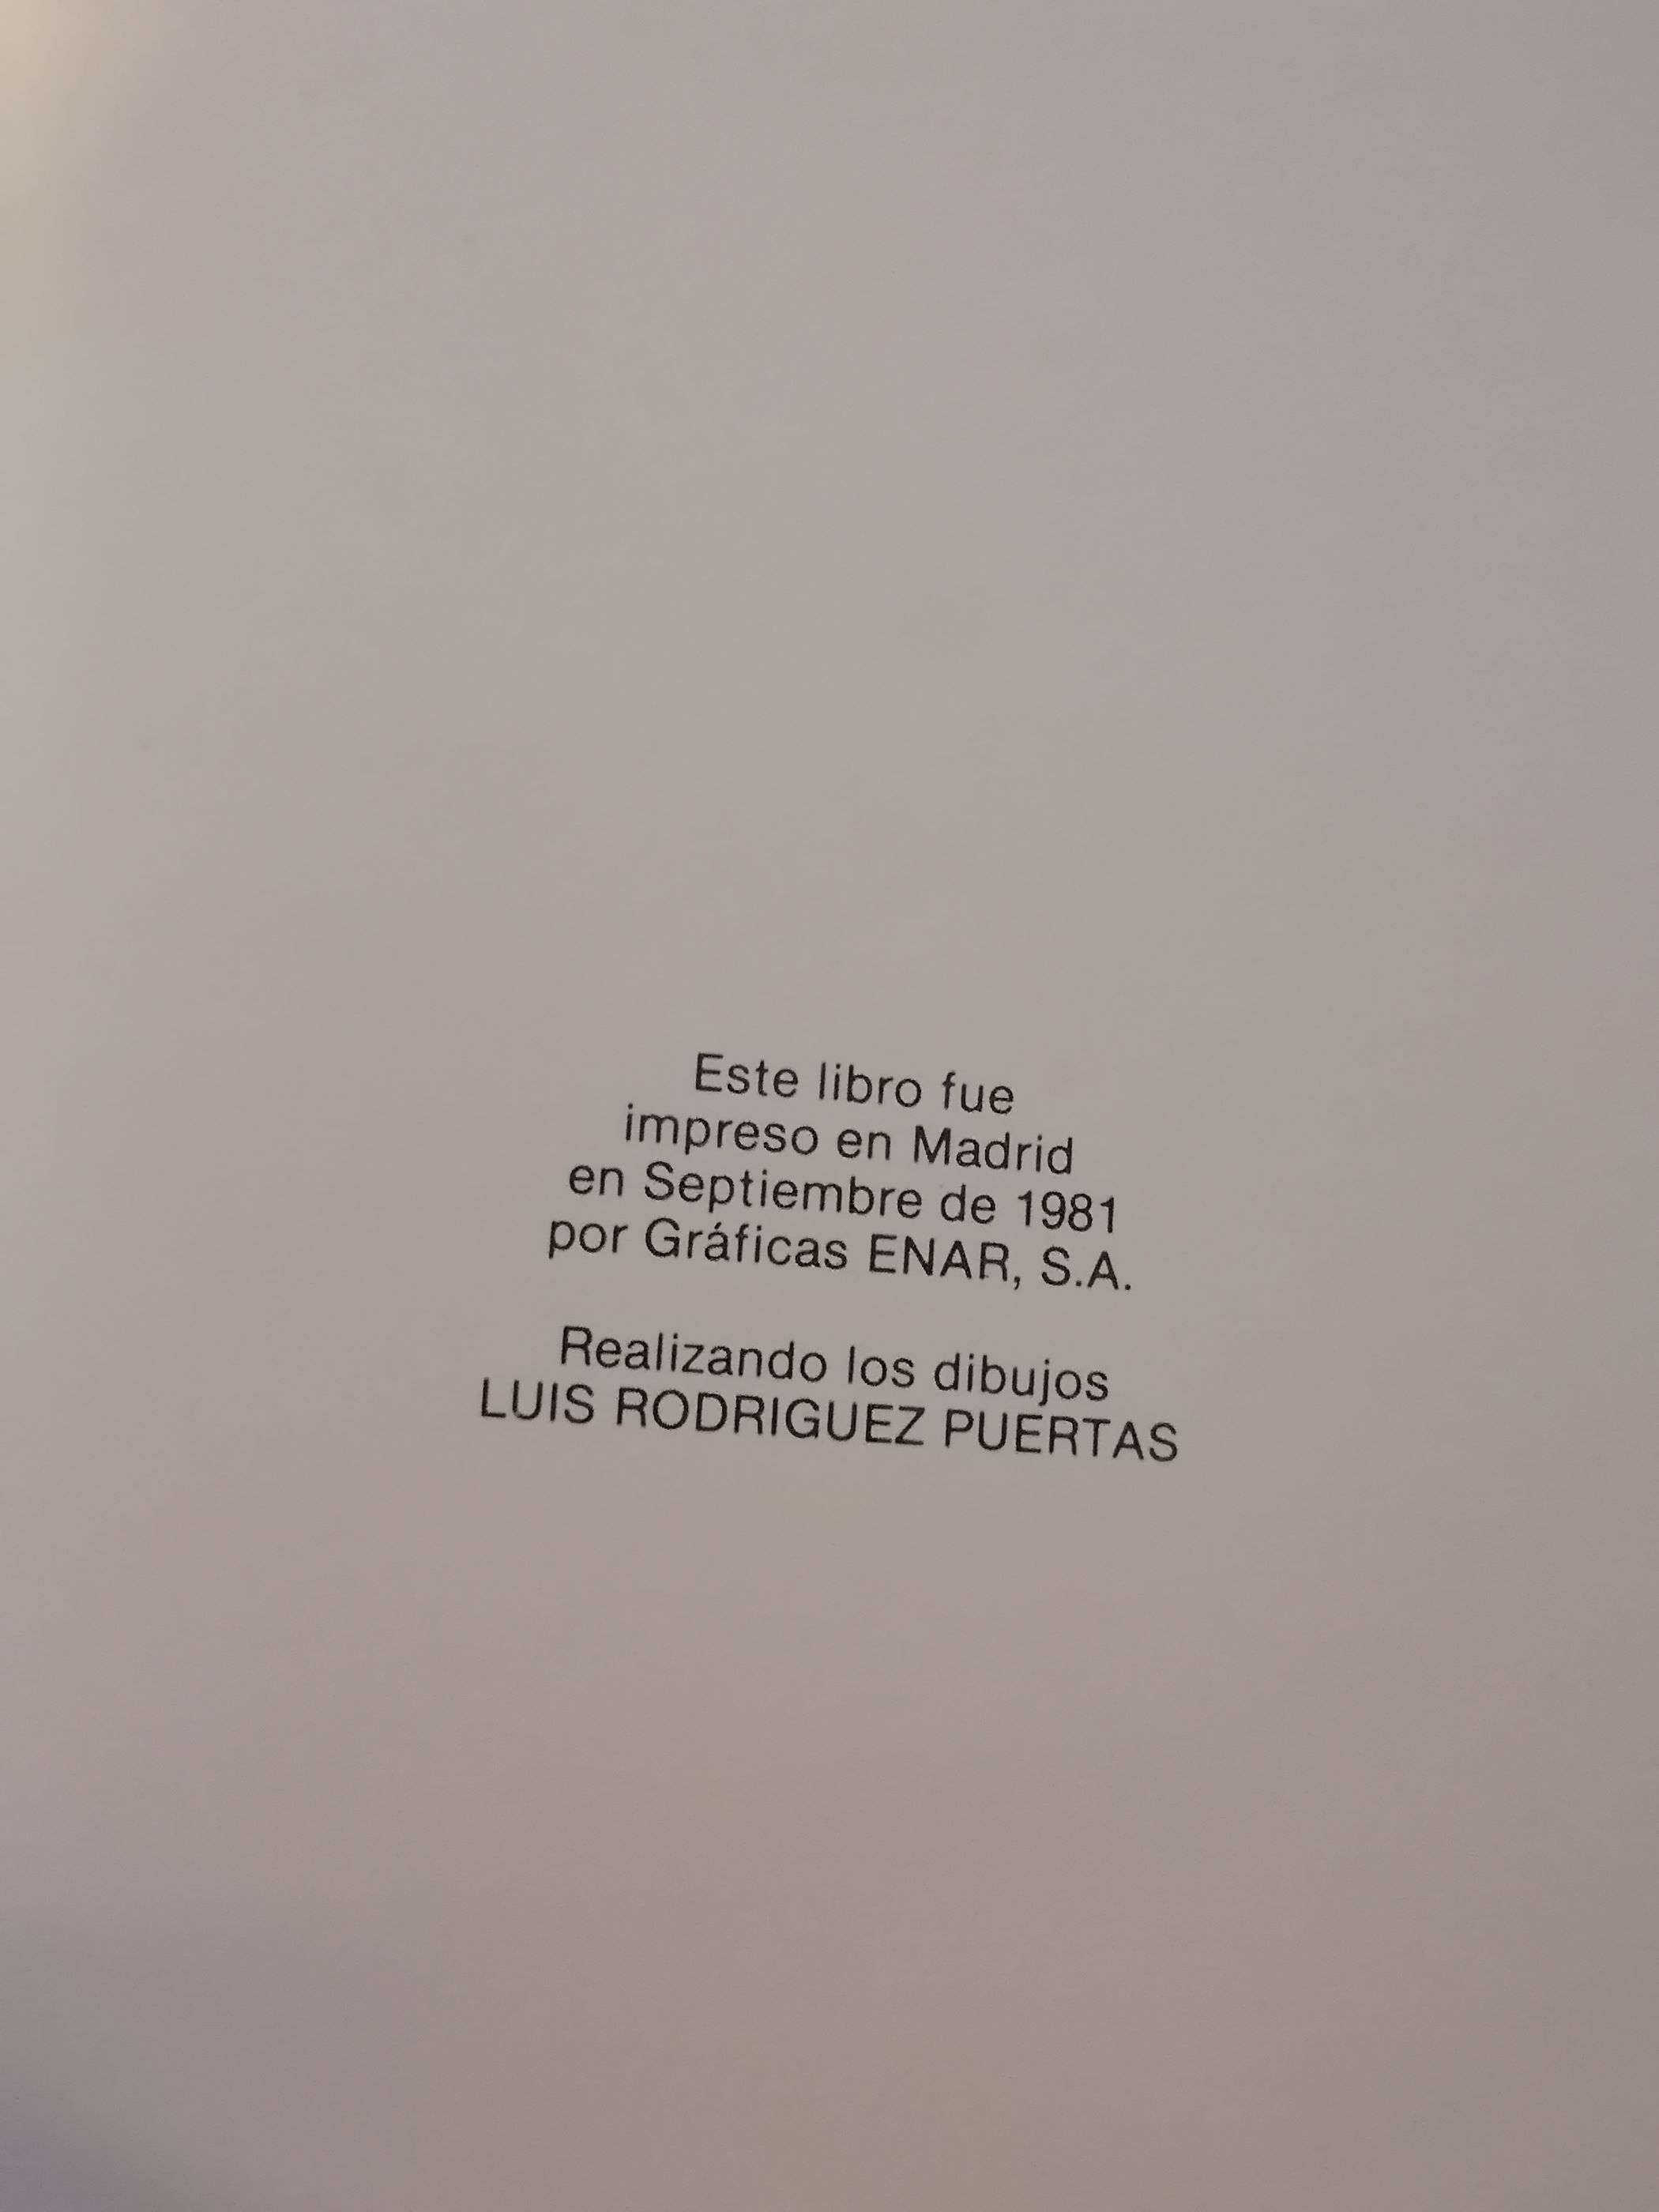 Este libro fue
impreso en Madrid
en Septiembre de 1981
por Gráficas ENAR, S.A.
Realizando los dibujos
LUIS RODRIGUEZ PUERTAS